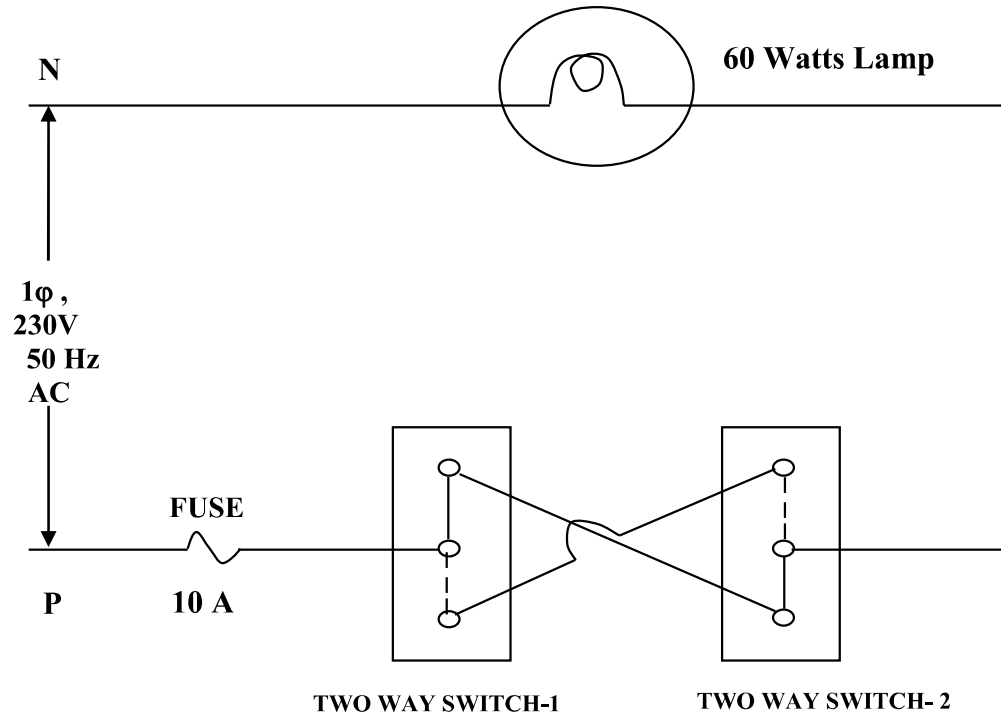 N
60 Watts Lamp
1φ ,
230V
50 Hz
AC
FUSE
P
10 A
TWO WAY SWITCH-1
TWO WAY SWITCH- 2